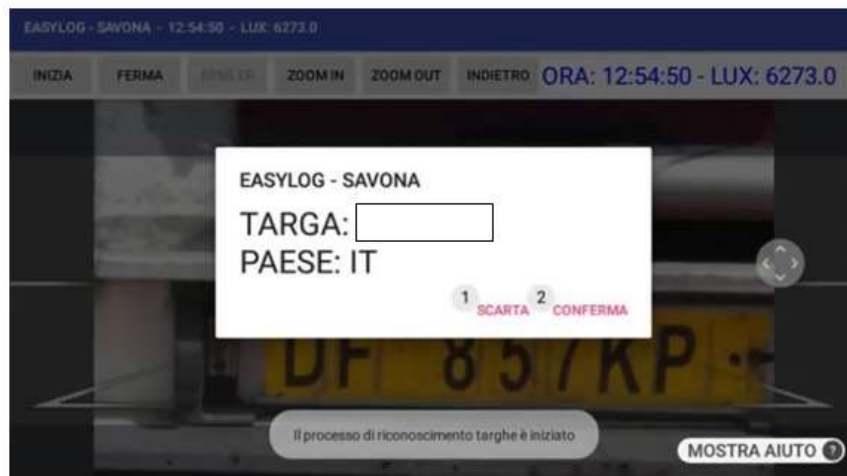 EASYLOG - SAVONA - 12:54:50 - LUX: 6273.0
INIZIA FERMA ZOOM IN ZOOM OUT INDIETRO ORA: 12:54:50 - LUX: 6273.0
EASYLOG - SAVONA
TARGA:
PAESE: IT
1 SCARTA 2 CONFERMA
DF 857KP
Il processo di riconoscimento targhe è iniziato
MOSTRA AIUTO ?